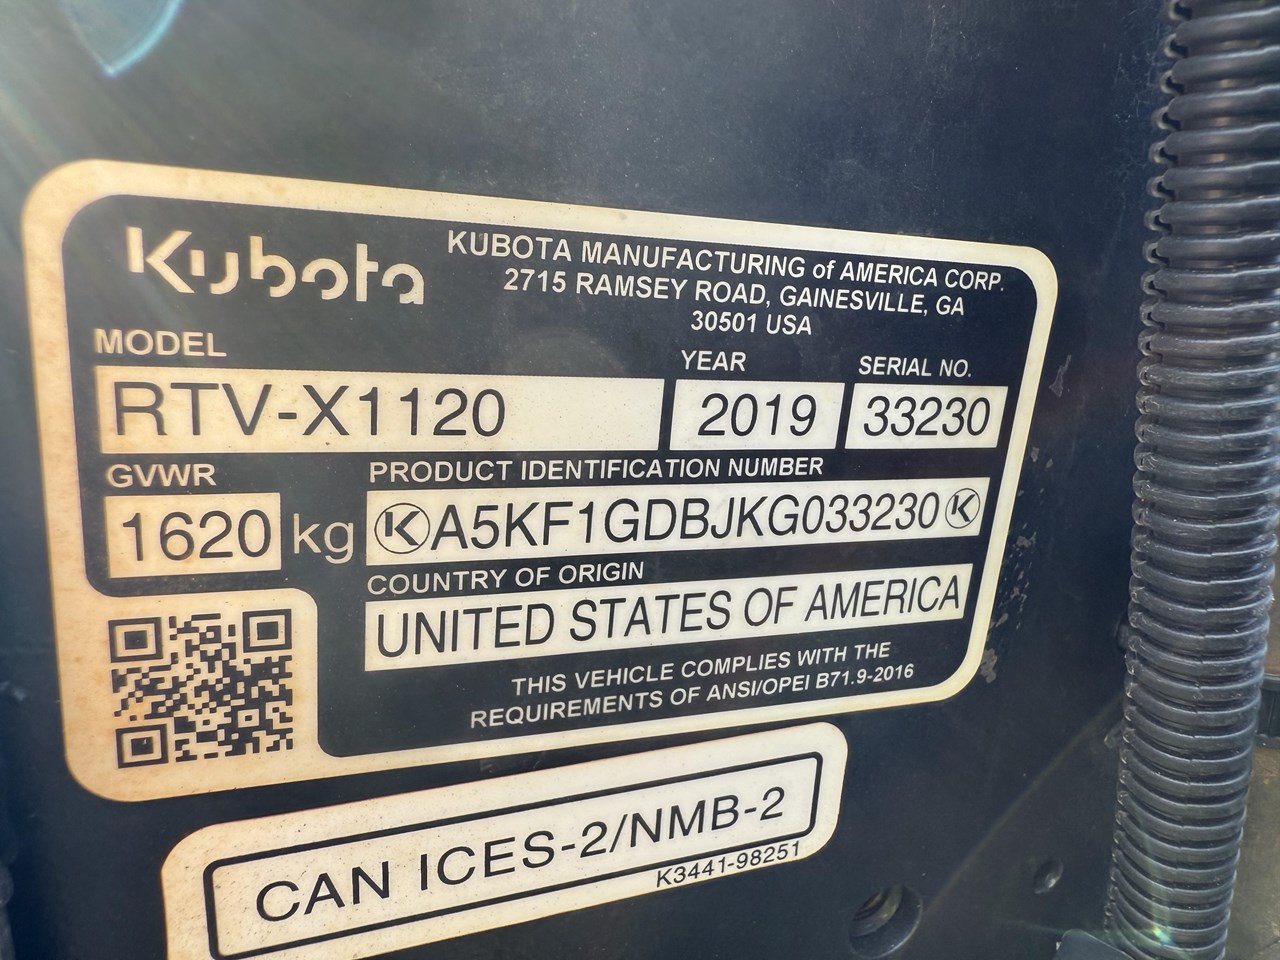 Kubota
KUBOTA MANUFACTURING of AMERICA CORP.
2715 RAMSEY ROAD, GAINESVILLE, GA
30501 USA
MODEL
RTV-X1120
YEAR
2019
SERIAL NO.
33230
GVWR
1620 kg
PRODUCT IDENTIFICATION NUMBER
K A5KF1GDBJKG033230 K
COUNTRY OF ORIGIN
UNITED STATES OF AMERICA
THIS VEHICLE COMPLIES WITH THE
REQUIREMENTS OF ANSI/OPEI B71.9-2016
CAN ICES-2/NMB-2
K3441-98251